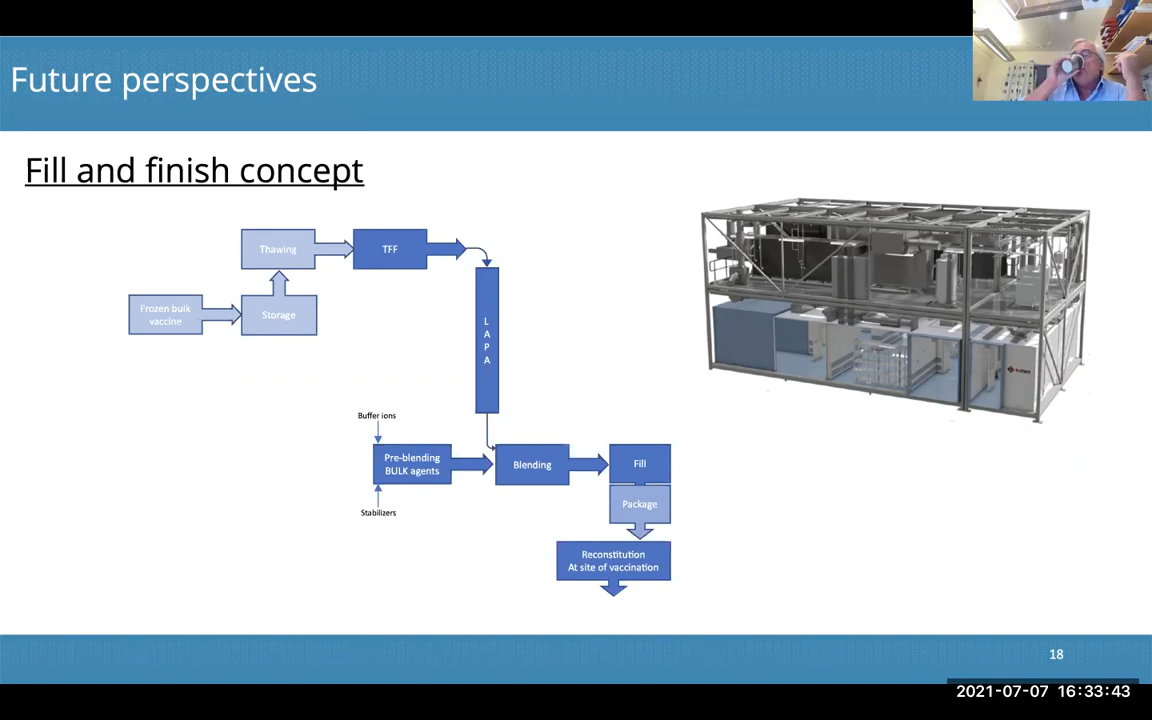 Future perspectives
Fill and finish concept
Thawing
TFF
Frozen bulk
vaccine
Storage
L
A
P
A
Buffer ions
Pre-blending
BULK agents
Stabilizers
Blending
Fill
Package
Reconstitution
At site of vaccination
18
2021-07-07 16:33:43